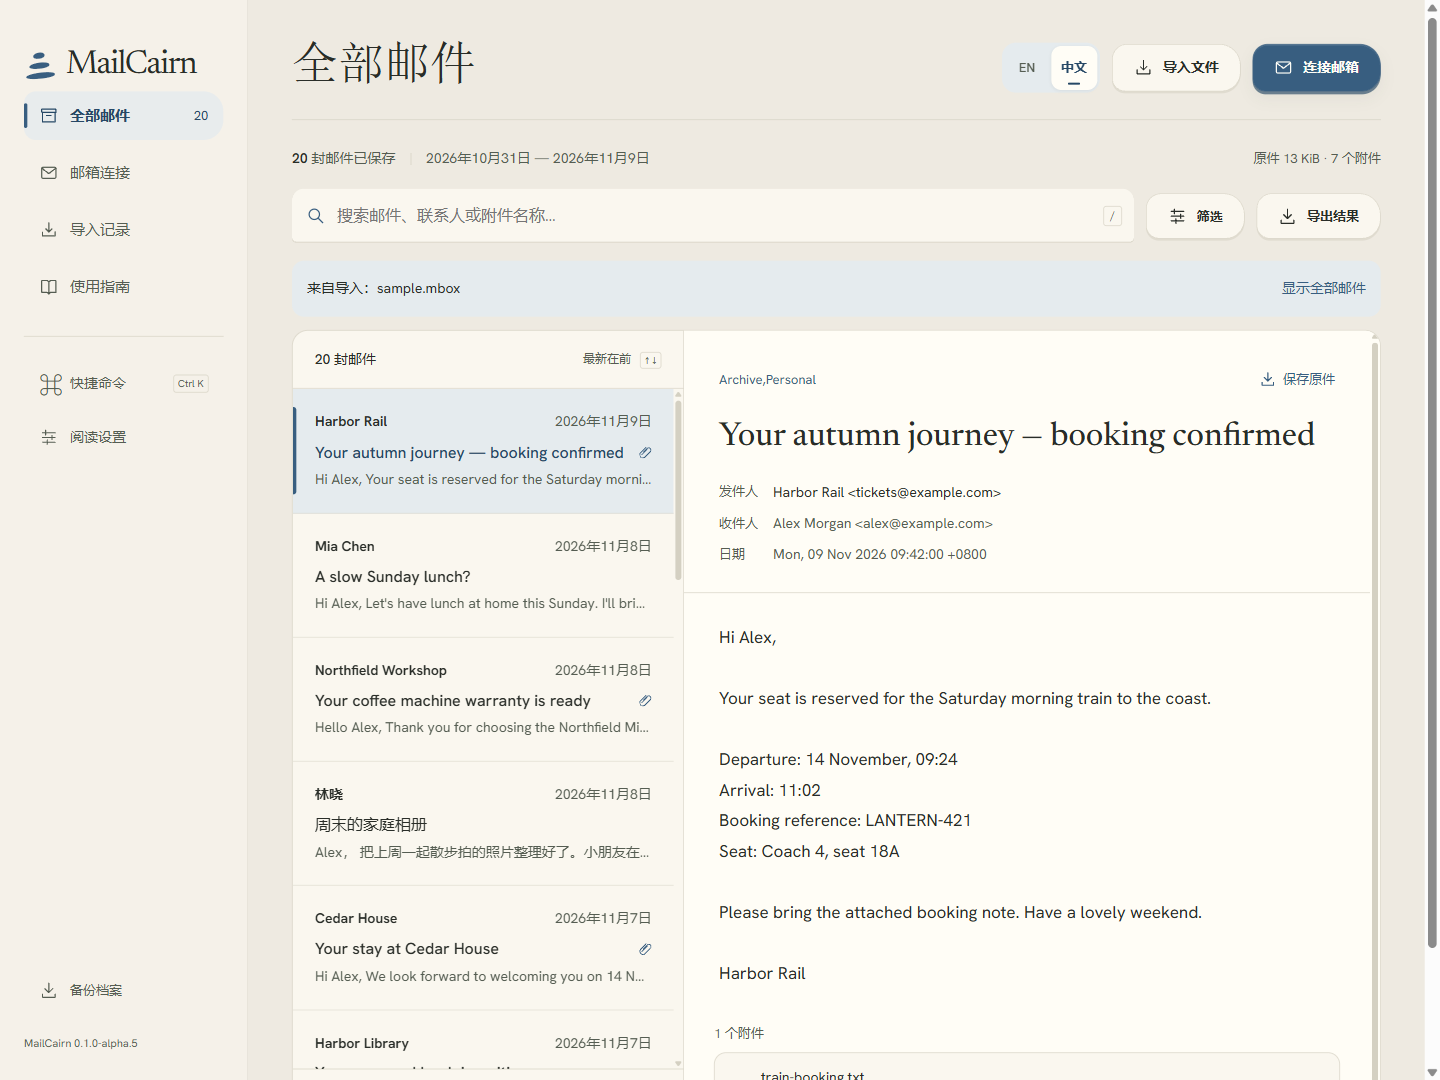 MailCairn
全部邮件 20
邮箱连接
导入记录
使用指南
快捷命令 Ctrl K
阅读设置
备份档案
MailCairn 0.1.0-alpha.5
全部邮件
EN 中文 导入文件 连接邮箱
20 封邮件已保存 2026年10月31日 — 2026年11月9日 原件 13 KiB · 7 个附件
搜索邮件、联系人或附件名称... / 筛选 导出结果
来自导入：sample.mbox 显示全部邮件
20 封邮件 最新在前 ↑↓
Harbor Rail 2026年11月9日
Your autumn journey — booking confirmed
Hi Alex, Your seat is reserved for the Saturday morni...
Mia Chen 2026年11月8日
A slow Sunday lunch?
Hi Alex, Let's have lunch at home this Sunday. I'll bri...
Northfield Workshop 2026年11月8日
Your coffee machine warranty is ready
Hello Alex, Thank you for choosing the Northfield Mi...
林晓 2026年11月8日
周末的家庭相册
Alex， 把上周一起散步拍的照片整理好了。小朋友在...
Cedar House 2026年11月7日
Your stay at Cedar House
Hi Alex, We look forward to welcoming you on 14 N...
Harbor Library 2026年11月7日
Archive,Personal 保存原件
Your autumn journey — booking confirmed
发件人 Harbor Rail <tickets@example.com>
收件人 Alex Morgan <alex@example.com>
日期 Mon, 09 Nov 2026 09:42:00 +0800
Hi Alex,
Your seat is reserved for the Saturday morning train to the coast.
Departure: 14 November, 09:24
Arrival: 11:02
Booking reference: LANTERN-421
Seat: Coach 4, seat 18A
Please bring the attached booking note. Have a lovely weekend.
Harbor Rail
1 个附件
train-booking.txt